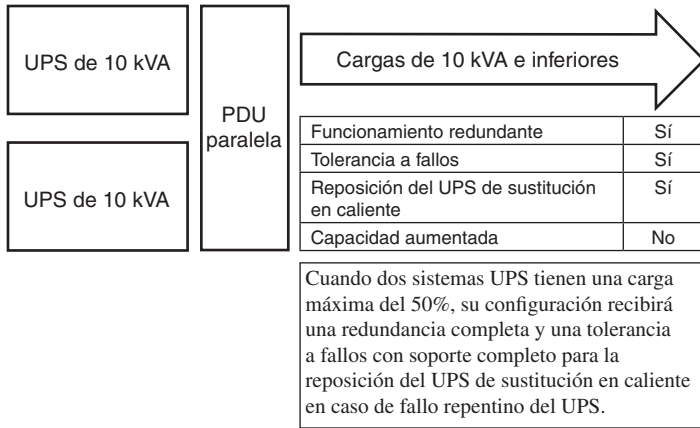 UPS de 10 kVA
UPS de 10 kVA
PDU
paralela
Cargas de 10 kVA e inferiores
Funcionamiento redundante Sí
Tolerancia a fallos Sí
Reposición del UPS de sustitución Sí
en caliente
Capacidad aumentada No
Cuando dos sistemas UPS tienen una carga
máxima del 50%, su configuración recibirá
una redundancia completa y una tolerancia
a fallos con soporte completo para la
reposición del UPS de sustitución en caliente
en caso de fallo repentino del UPS.